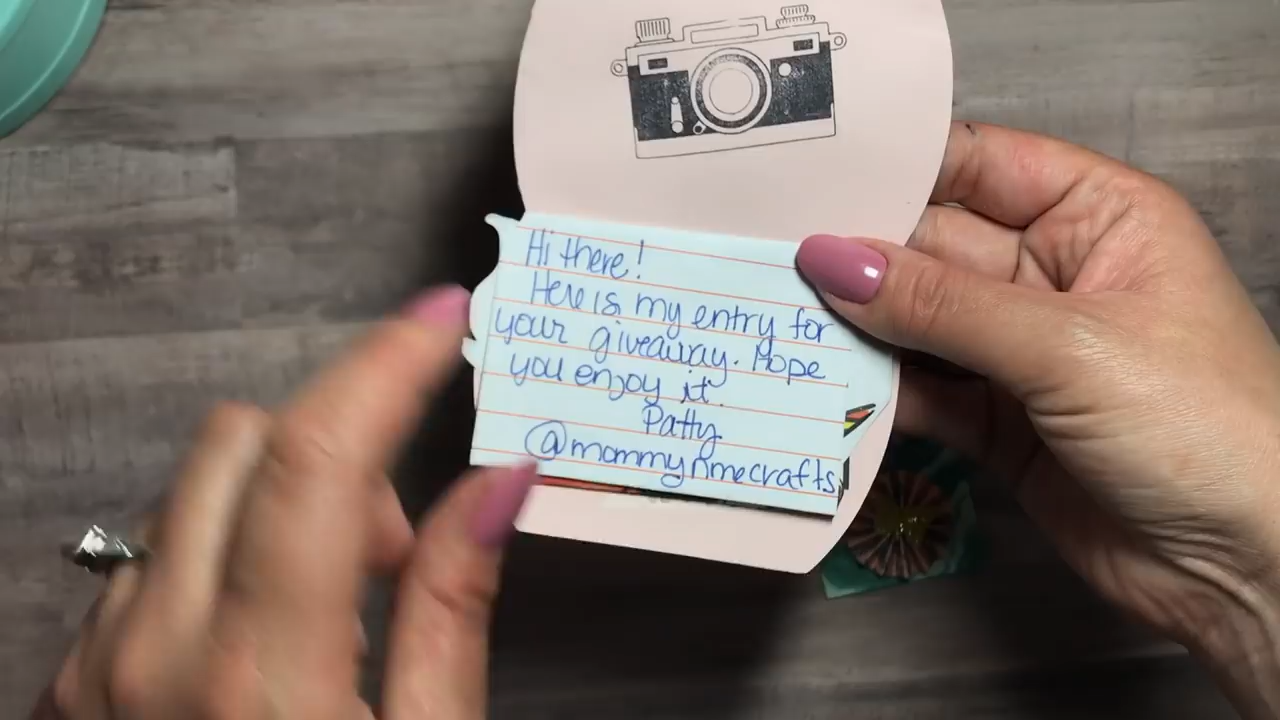 Hi there!
Here is my entry for
your giveaway. Hope
you enjoy it.
Patty
@mommynmecrafts